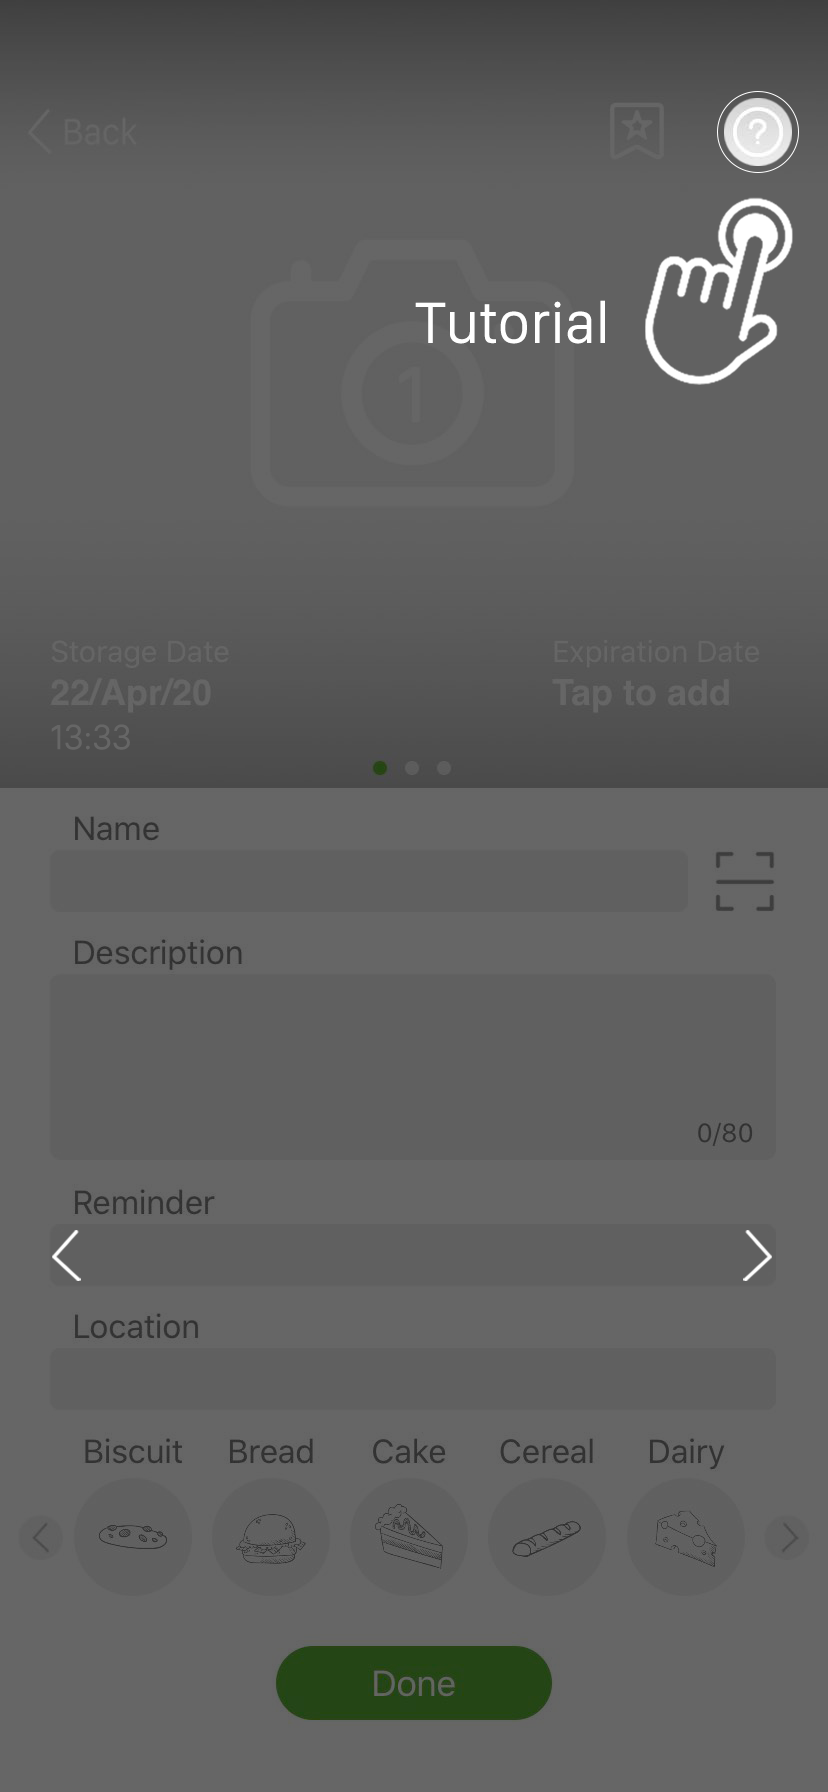 Back
?
Tutorial
1
Storage Date
Expiration Date
22/Apr/20
Tap to add
13:33
Name
Description
0/80
Reminder
Location
Biscuit Bread Cake Cereal Dairy
Done